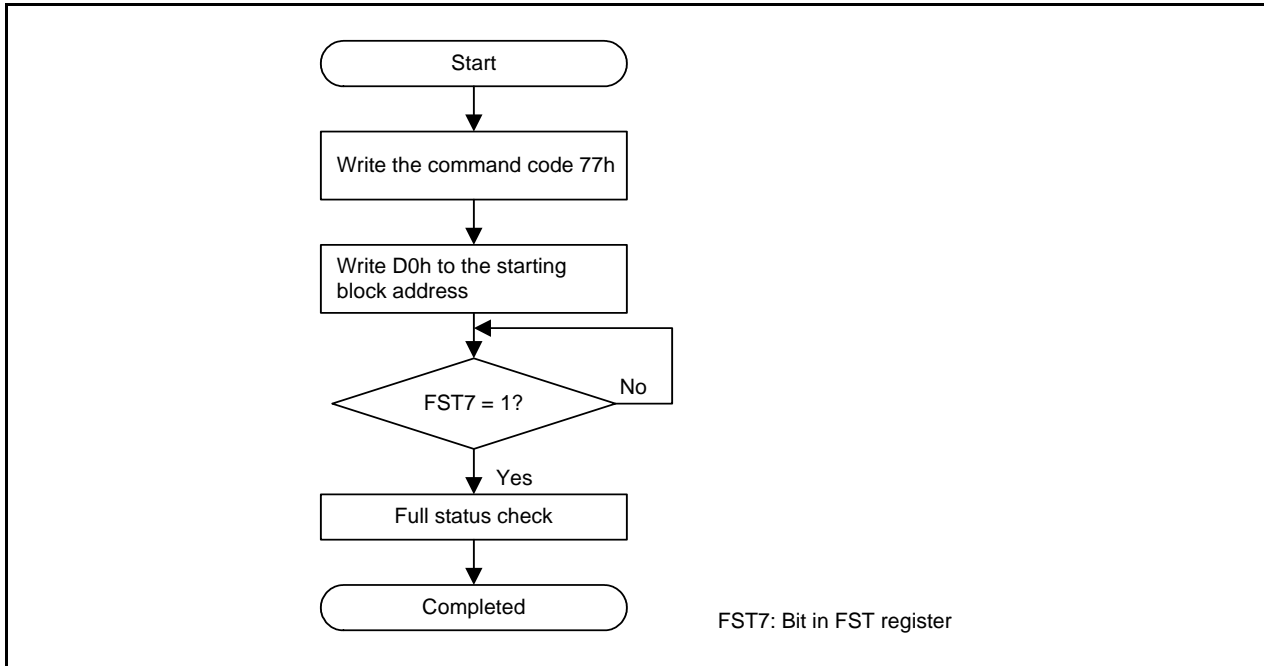 Start
Write the command code 77h
Write D0h to the starting
block address
FST7 = 1?
No
Yes
Full status check
Completed
FST7: Bit in FST register